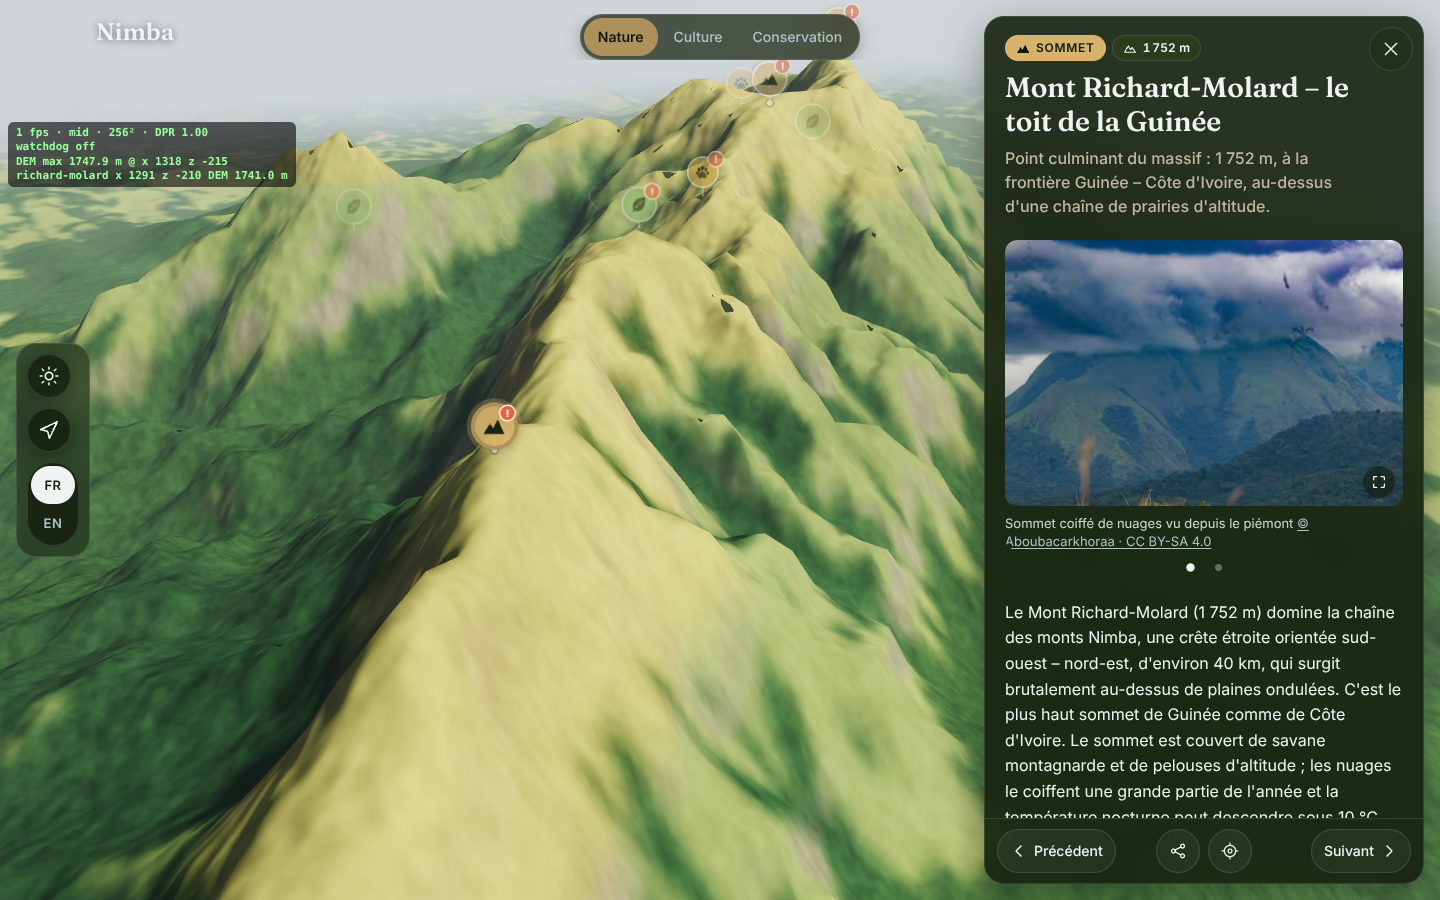 Nimba
Nature
Culture
Conservation
1 fps · mid · 256² · DPR 1.00
watchdog off
DEM max 1747.9 m @ x 1318 z -215
richard-molard x 1291 z -210 DEM 1741.0 m
FR
EN
SOMMET
1 752 m
Mont Richard-Molard – le
toit de la Guinée
Point culminant du massif : 1 752 m, à la
frontière Guinée – Côte d'Ivoire, au-dessus
d'une chaîne de prairies d'altitude.
Sommet coiffé de nuages vu depuis le piémont ©
Aboubacarkhoraa · CC BY-SA 4.0
Le Mont Richard-Molard (1 752 m) domine la chaîne
des monts Nimba, une crête étroite orientée sud-
ouest – nord-est, d'environ 40 km, qui surgit
brutalement au-dessus de plaines ondulées. C'est le
plus haut sommet de Guinée comme de Côte
d'Ivoire. Le sommet est couvert de savane
montagnarde et de pelouses d'altitude ; les nuages
le coiffent une grande partie de l'année et la
température nocturne peut descendre sous 10 °C
Précédent
Suivant